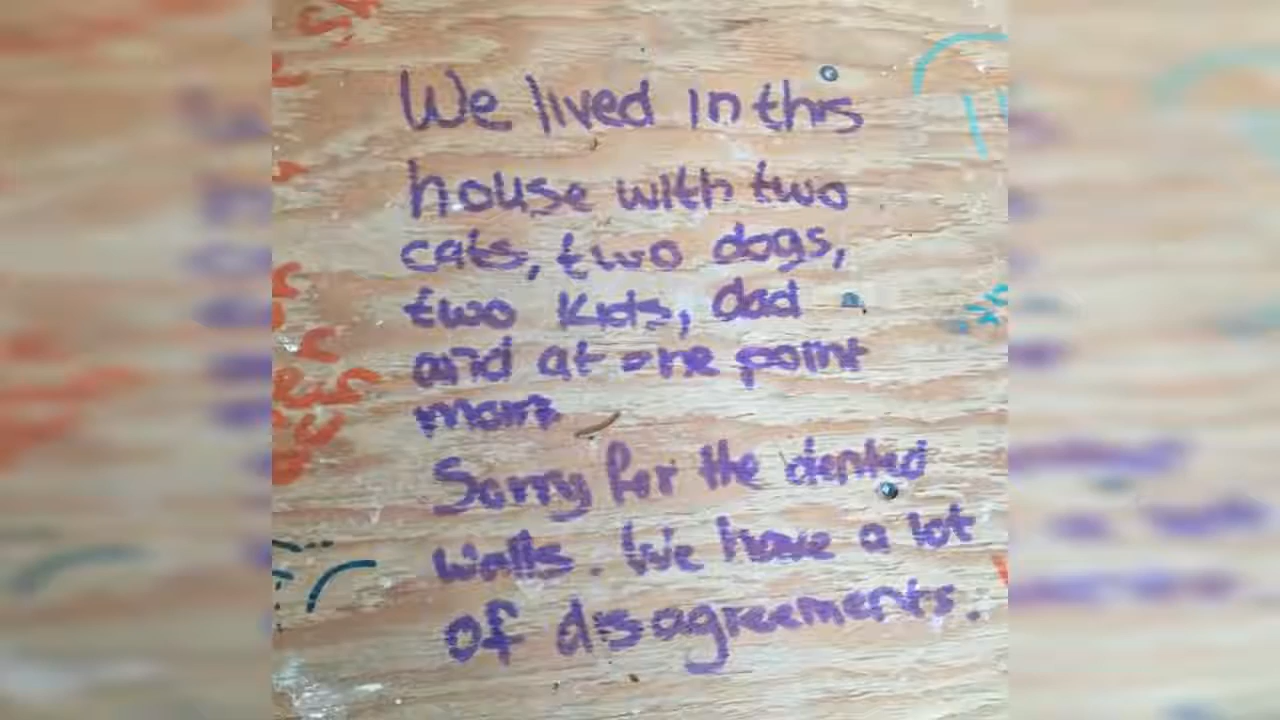 We lived in this
house with two
cats, two dogs,
two kids, dad
and at one point
mom.
Sorry for the dented
walls. We have a lot
of disagreements.